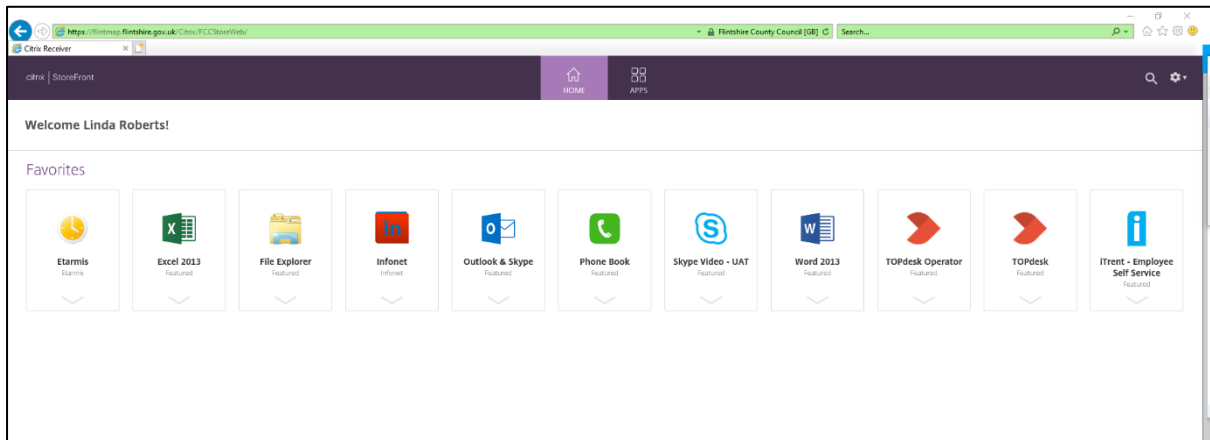 https://flintmap.flintshire.gov.uk/Citrix/FCCStoreWeb/
Flintshire County Council [GB]
Search...
Citrix Receiver
citrix | StoreFront
HOME
APPS
Welcome Linda Roberts!
Favorites
In
Etarmis
Etarmis
Excel 2013
Featured
File Explorer
Featured
Infonet
Infonet
Outlook & Skype
Featured
Phone Book
Featured
Skype Video - UAT
Featured
Word 2013
Featured
TOPdesk Operator
Featured
TOPdesk
Featured
iTrent - Employee
Self Service
Featured